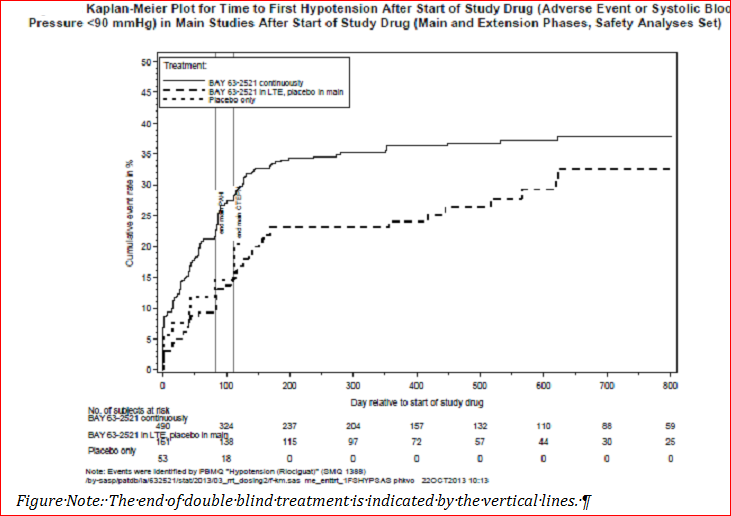 Kaplan-Meier Plot for Time to First Hypotension After Start of Study Drug (Adverse Event or Systolic Bloo
Pressure <90 mmHg) in Main Studies After Start of Study Drug (Main and Extension Phases, Safety Analyses Set)
Treatment:
BAY 63-2521 continuously
BAY 63-2521 in LTE, placebo in main
Placebo only
Cumulative event rate in %
50
45
40
35
30
25
20
15
10
5
0
end main PAH
end main CTEPH
0 100 200 300 400 500 600 700 800
Day relative to start of study drug
No. of subjects at risk
BAY 63-2521 continuously
490 324 237 204 157 132 110 88 59
BAY 63-2521 in LTE, placebo in main
161 138 115 97 72 57 44 30 25
Placebo only
53 18 0 0 0 0 0 0 0
Note: Events were identified by PBMQ "Hypotension (Riociguat)" (BMQ 1388)
22OCT2013 10:13
Figure Note: The end of double blind treatment is indicated by the vertical lines. ¶